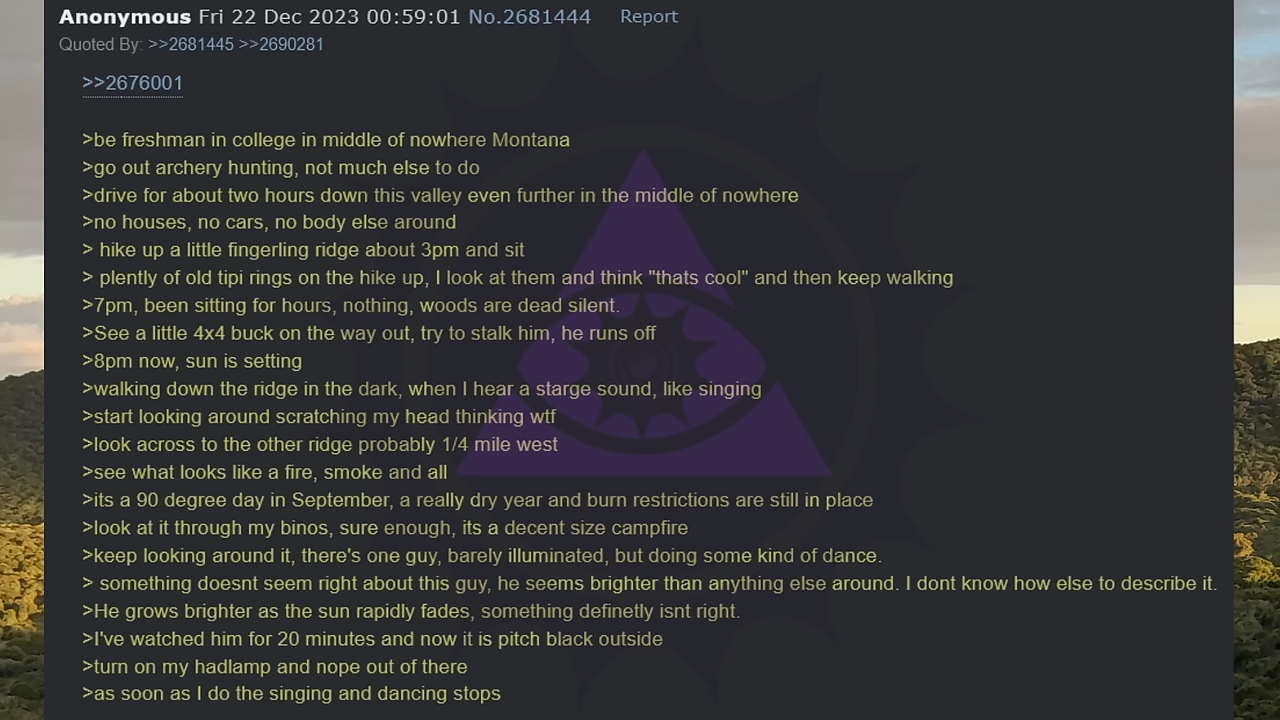 Anonymous Fri 22 Dec 2023 00:59:01 No.2681444 Report
Quoted By: >>2681445 >>2690281
>>2676001
>be freshman in college in middle of nowhere Montana
>go out archery hunting, not much else to do
>drive for about two hours down this valley even further in the middle of nowhere
>no houses, no cars, no body else around
> hike up a little fingerling ridge about 3pm and sit
> plently of old tipi rings on the hike up, I look at them and think "thats cool" and then keep walking
>7pm, been sitting for hours, nothing, woods are dead silent.
>See a little 4x4 buck on the way out, try to stalk him, he runs off
>8pm now, sun is setting
>walking down the ridge in the dark, when I hear a starge sound, like singing
>start looking around scratching my head thinking wtf
>look across to the other ridge probably 1/4 mile west
>see what looks like a fire, smoke and all
>its a 90 degree day in September, a really dry year and burn restrictions are still in place
>look at it through my binos, sure enough, its a decent size campfire
>keep looking around it, there's one guy, barely illuminated, but doing some kind of dance.
> something doesnt seem right about this guy, he seems brighter than anything else around. I dont know how else to describe it.
>He grows brighter as the sun rapidly fades, something definetly isnt right.
>I've watched him for 20 minutes and now it is pitch black outside
>turn on my hadlamp and nope out of there
>as soon as I do the singing and dancing stops